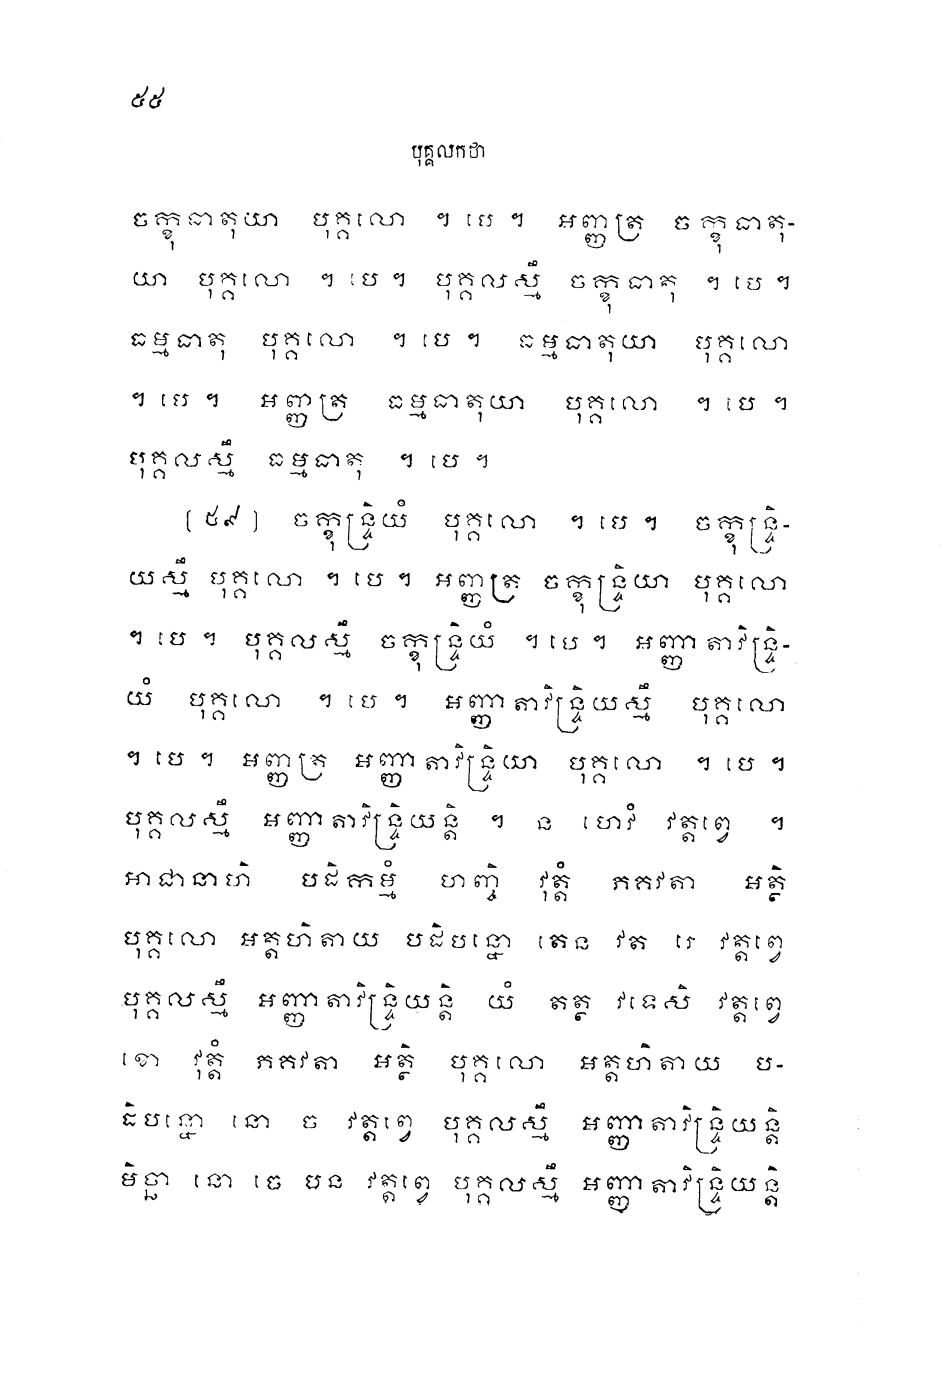 ៥៥
បុគ្គលកថា
ចក្ខុធាតុយា បុគ្គលោ ។ បេ ។ អញ្ញត្រ ចក្ខុធាតុ-
យា បុគ្គលោ ។ បេ ។ បុគ្គលស្មឹ ចក្ខុធាតុ ។ បេ ។
ធម្មធាតុ បុគ្គលោ ។ បេ ។ ធម្មធាតុយា បុគ្គលោ
។ បេ ។ អញ្ញត្រ ធម្មធាតុយា បុគ្គលោ ។ បេ ។
បុគ្គលស្មឹ ធម្មធាតុ ។ បេ ។
[៥៩] ចក្ខុន្ទ្រិយំ បុគ្គលោ ។ បេ ។ ចក្ខុន្ទ្រិ-
យស្មឹ បុគ្គលោ ។ បេ ។ អញ្ញត្រ ចក្ខុន្ទ្រិយា បុគ្គលោ
។ បេ ។ បុគ្គលស្មឹ ចក្ខុន្ទ្រិយំ ។ បេ ។ អញ្ញាតាវិន្ទ្រិ-
យំ បុគ្គលោ ។ បេ ។ អញ្ញាតាវិន្ទ្រិយស្មឹ បុគ្គលោ
។ បេ ។ អញ្ញត្រ អញ្ញាតាវិន្ទ្រិយា បុគ្គលោ ។ បេ ។
បុគ្គលស្មឹ អញ្ញាតាវិន្ទ្រិយន្តិ ។ ន ហេវំ វត្តព្វេ ។
អាជានាហិ បដិកម្មំ ហញ្ចិ វុត្តំ ភគវតា អត្ថិ
បុគ្គលោ អត្តហិតាយ បដិបន្នោ តេន វត រេ វត្តព្វេ
បុគ្គលស្មឹ អញ្ញាតាវិន្ទ្រិយន្តិ យំ តត្ថ វទេសិ វត្តព្វេ
ខោ វុត្តំ ភគវតា អត្ថិ បុគ្គលោ អត្តហិតាយ ប-
ដិបន្នោ នោ ច វត្តព្វេ បុគ្គលស្មឹ អញ្ញាតាវិន្ទ្រិយន្តិ
មិច្ឆា នោ ចេ បន វត្តព្វេ បុគ្គលស្មឹ អញ្ញាតាវិន្ទ្រិយន្តិ